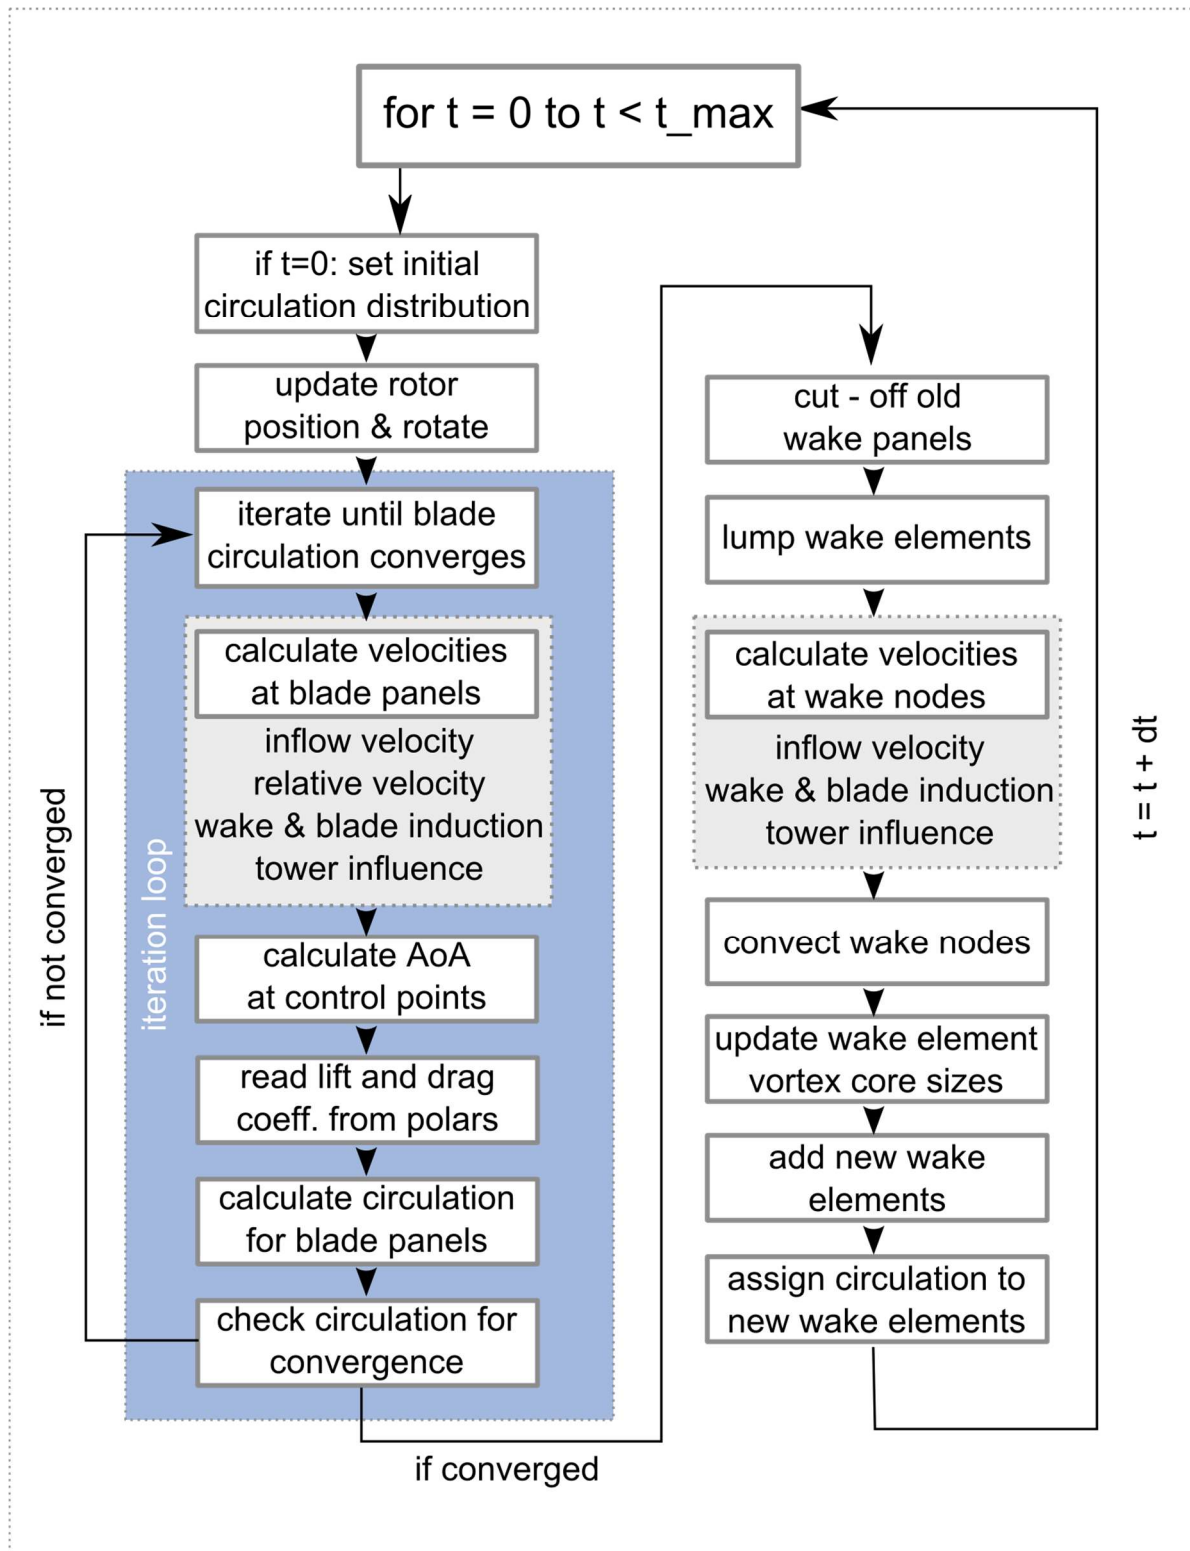 for t = 0 to t < t_max
if t=0: set initial
circulation distribution
update rotor
position & rotate
iterate until blade
circulation converges
calculate velocities
at blade panels
inflow velocity
relative velocity
wake & blade induction
tower influence
calculate AoA
at control points
read lift and drag
coeff. from polars
calculate circulation
for blade panels
check circulation for
convergence
iteration loop
if not converged
if converged
cut - off old
wake panels
lump wake elements
calculate velocities
at wake nodes
inflow velocity
wake & blade induction
tower influence
convect wake nodes
update wake element
vortex core sizes
add new wake
elements
assign circulation to
new wake elements
t = t + dt